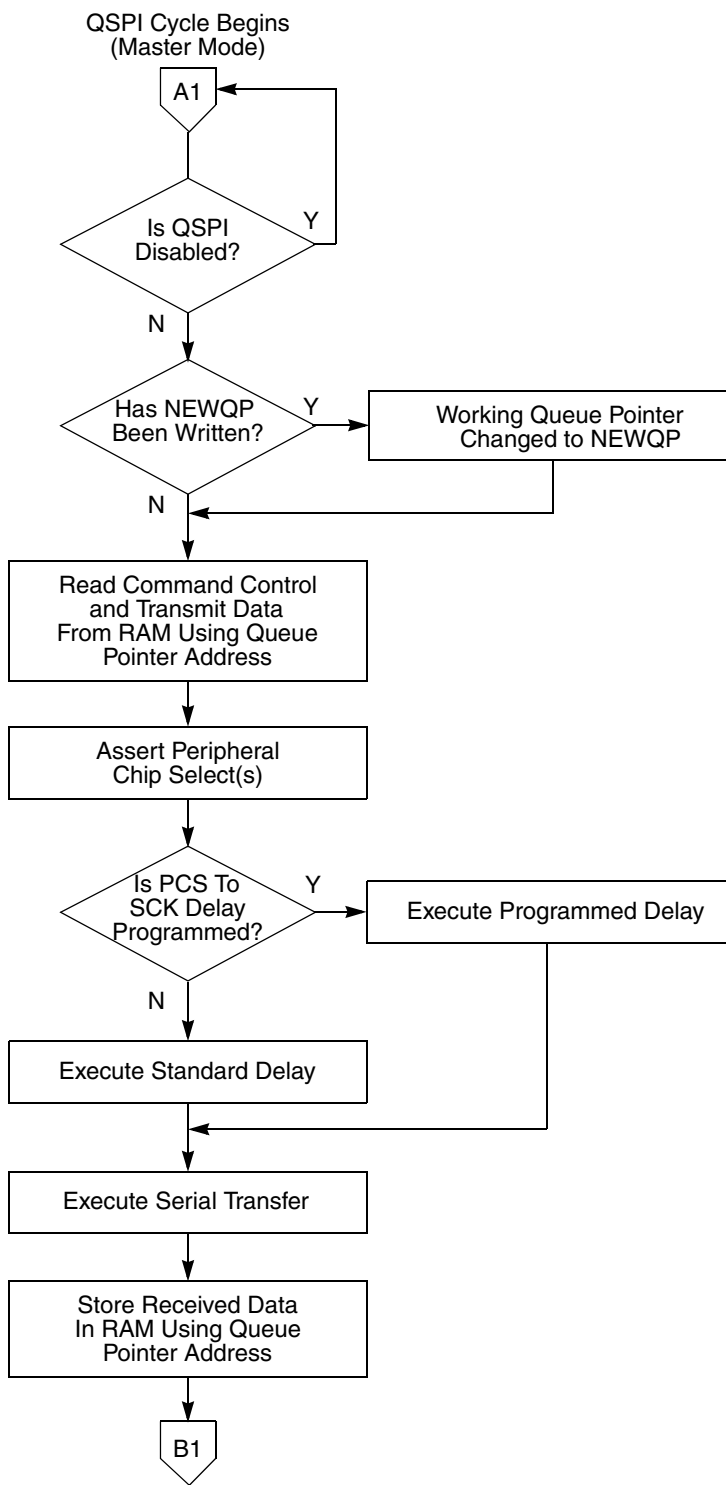 QSPI Cycle Begins
(Master Mode)
A1
Is QSPI
Disabled?
Y
N
Has NEWQP
Been Written?
Y
Working Queue Pointer
Changed to NEWQP
N
Read Command Control
and Transmit Data
From RAM Using Queue
Pointer Address
Assert Peripheral
Chip Select(s)
Is PCS To
SCK Delay
Programmed?
Y
Execute Programmed Delay
N
Execute Standard Delay
Execute Serial Transfer
Store Received Data
In RAM Using Queue
Pointer Address
B1